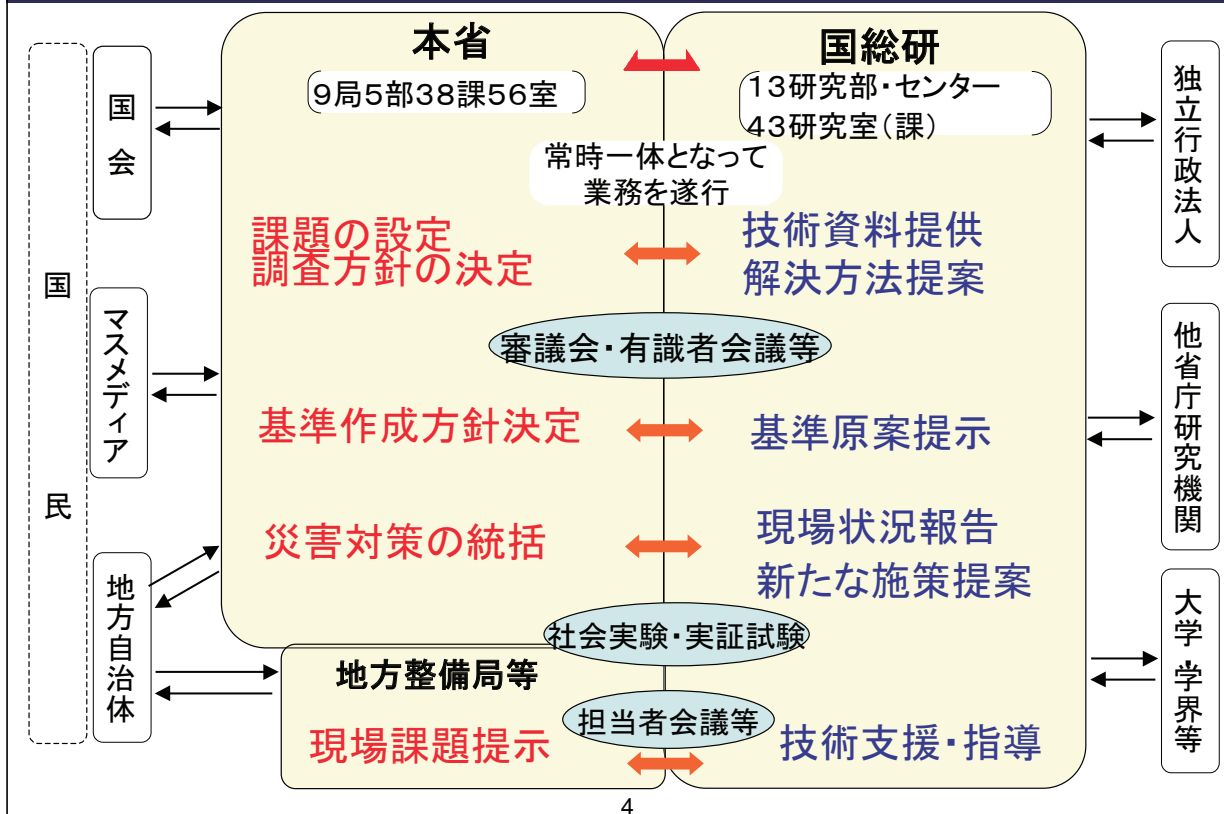 国民
国会
マスメディア
地方自治体
本省
9局5部38課56室
国総研
13研究部・センター
43研究室(課)
常時一体となって
業務を遂行
課題の設定
調査方針の決定
技術資料提供
解決方法提案
審議会・有識者会議等
基準作成方針決定
基準原案提示
災害対策の統括
現場状況報告
新たな施策提案
社会実験・実証試験
地方整備局等
担当者会議等
現場課題提示
技術支援・指導
独立行政法人
他省庁研究機関
大学・学界等
4